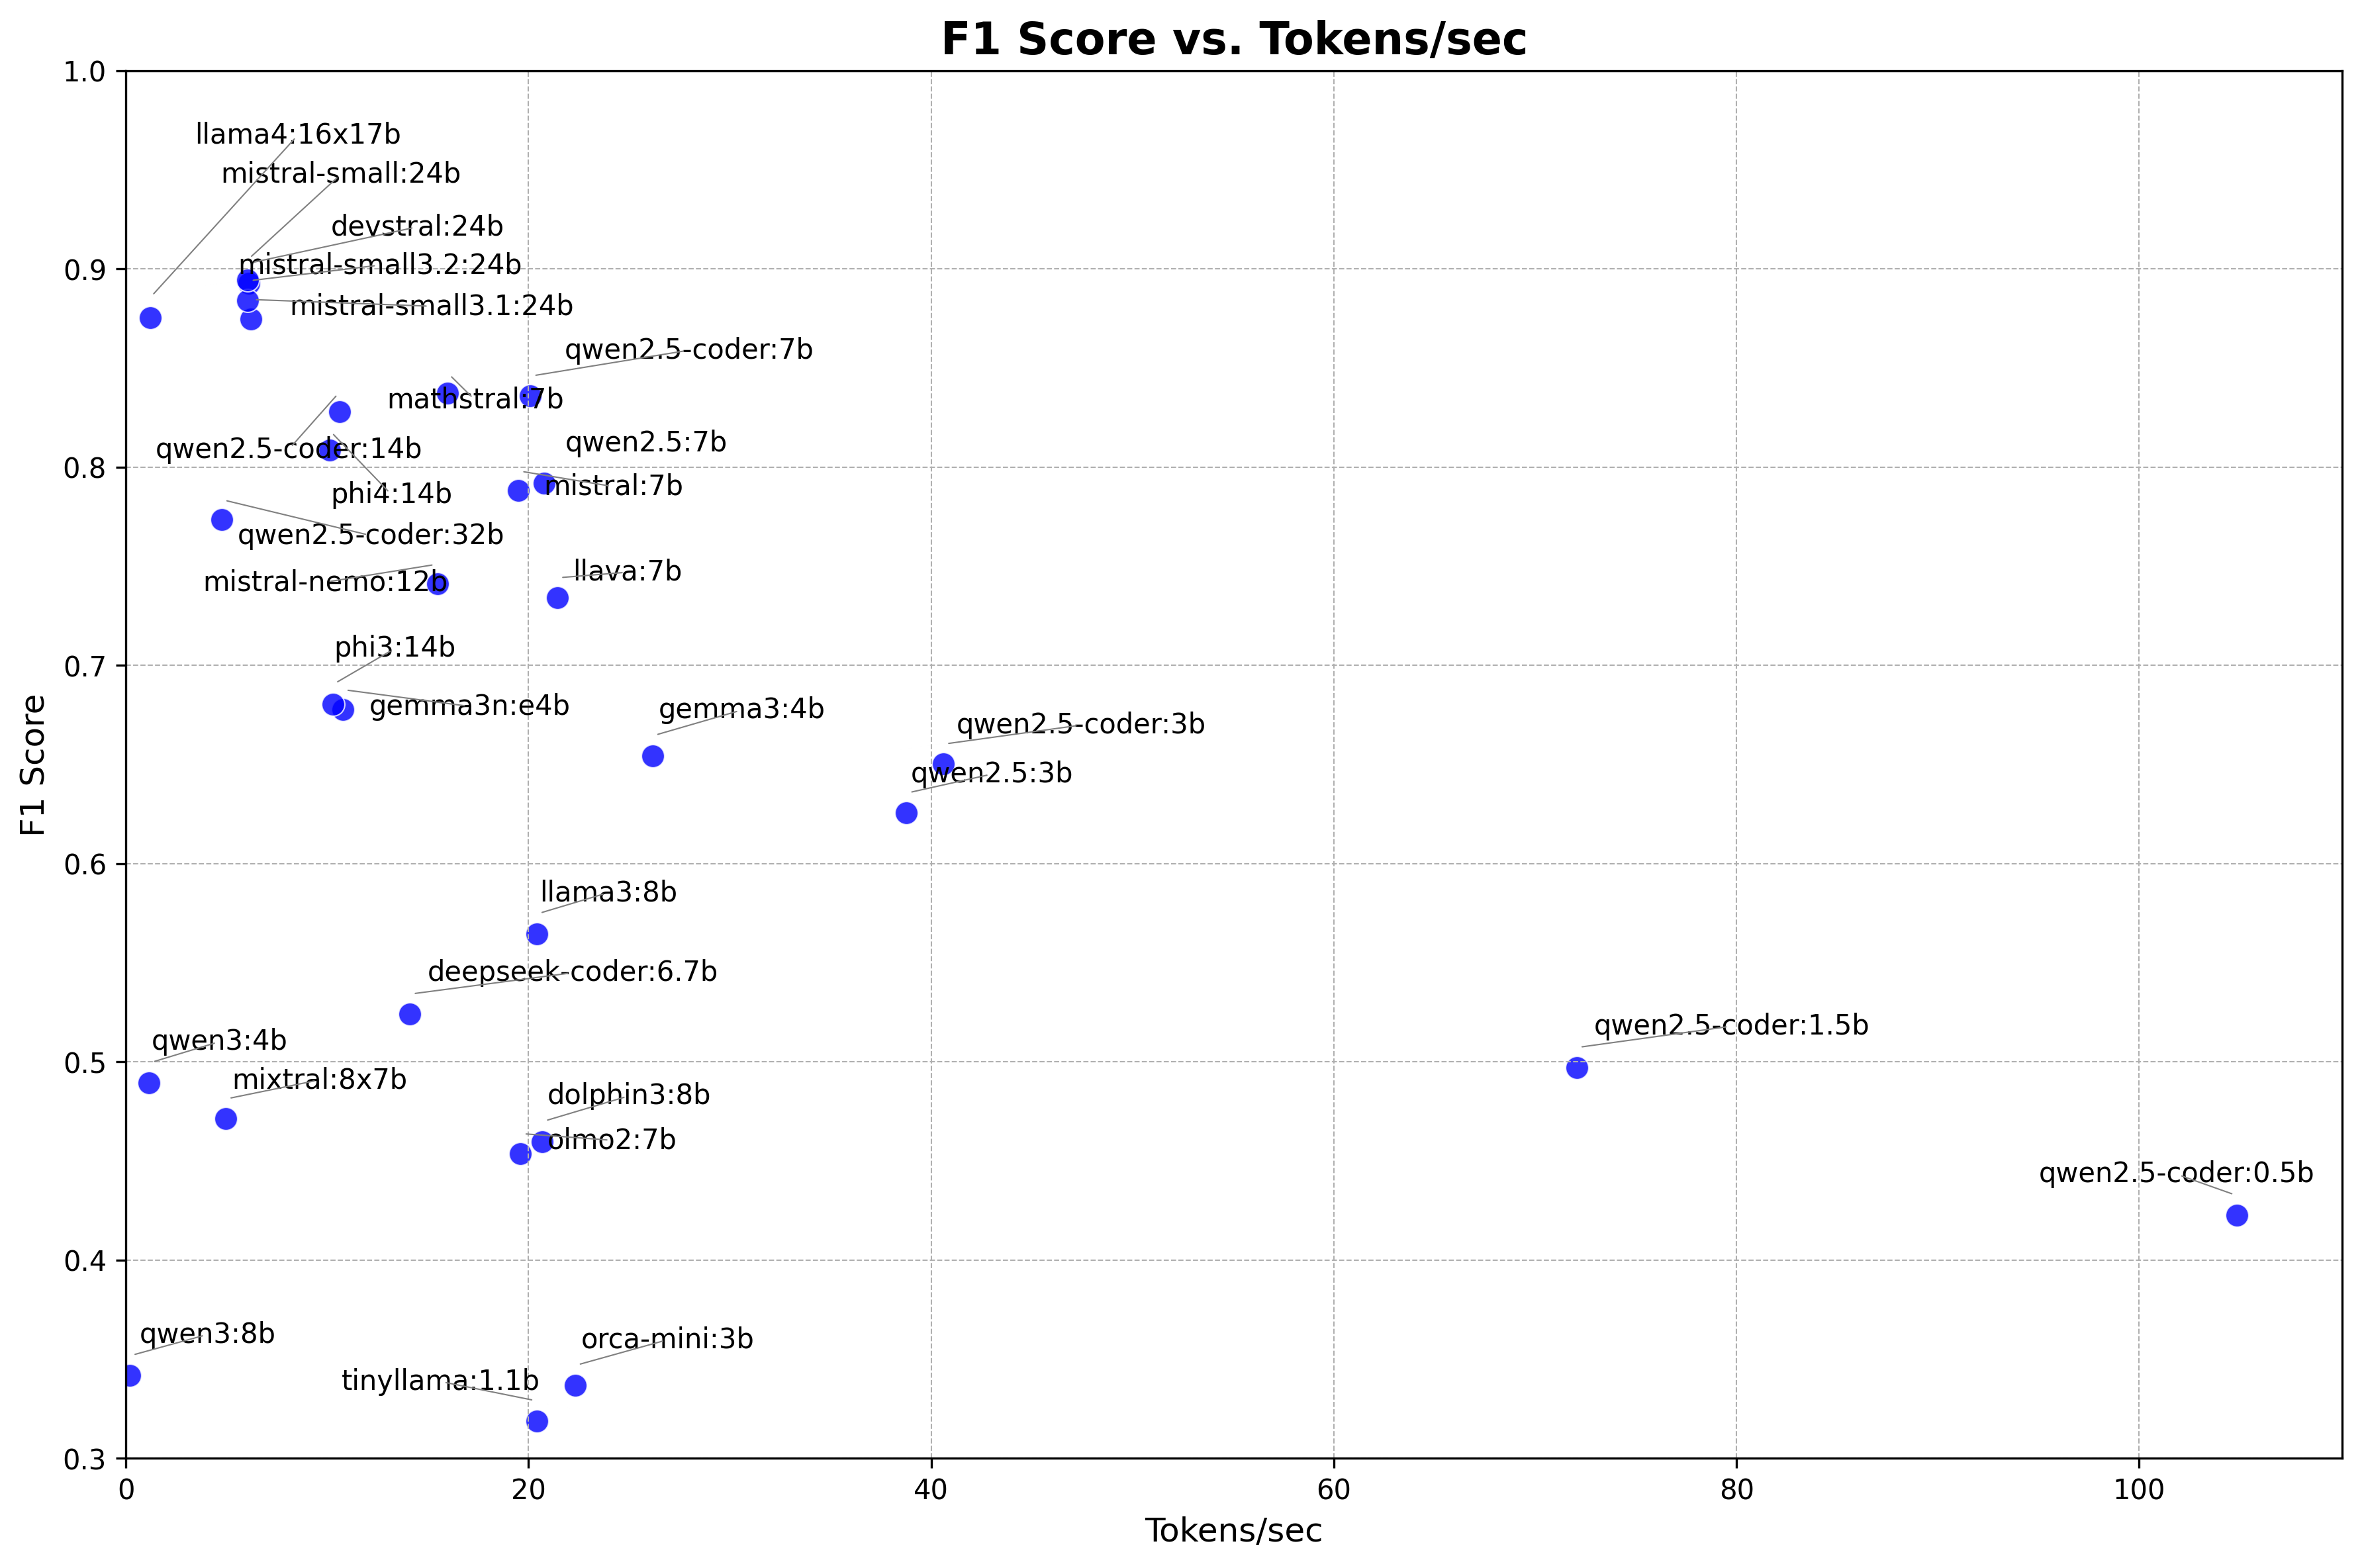 F1 Score vs. Tokens/sec
1.0
llama4:16x17b
mistral-small:24b
devstral:24b
mistral-small3.2:24b
0.9
mistral-small3.1:24b
qwen2.5-coder:7b
mathstral:7b
qwen2.5:7b
qwen2.5-coder:14b
0.8
mistral:7b
phi4:14b
qwen2.5-coder:32b
llava:7b
mistral-nemo:12b
phi3:14b
0.7
gemma3n:e4b
gemma3:4b
qwen2.5-coder:3b
qwen2.5:3b
F1 Score
0.6
llama3:8b
deepseek-coder:6.7b
qwen2.5-coder:1.5b
qwen3:4b
0.5
mixtral:8x7b
dolphin3:8b
olmo2:7b
qwen2.5-coder:0.5b
0.4
qwen3:8b
orca-mini:3b
tinyllama:1.1b
0.3
0 20 40 60 80 100
Tokens/sec